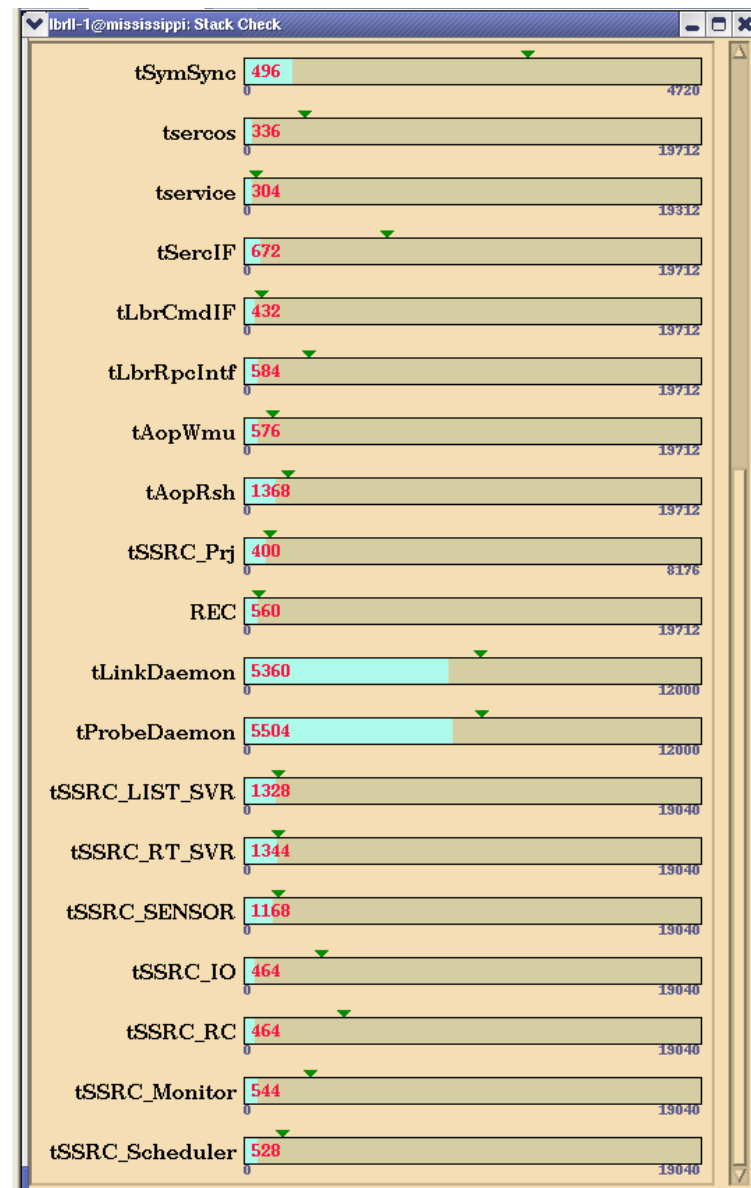 lbrll-1@mississippi: Stack Check
tSymSync 496
0 4720
tsercos 336
0 19712
tservice 304
0 19312
tSercIF 672
0 19712
tLbrCmdIF 432
0 19712
tLbrRpcIntf 584
0 19712
tAopWmu 576
0 19712
tAopRsh 1368
0 19712
tSSRC_Prj 400
0 8176
REC 560
0 19712
tLinkDaemon 5360
0 12000
tProbeDaemon 5504
0 12000
tSSRC_LIST_SVR 1328
0 19040
tSSRC_RT_SVR 1344
0 19040
tSSRC_SENSOR 1168
0 19040
tSSRC_IO 464
0 19040
tSSRC_RC 464
0 19040
tSSRC_Monitor 544
0 19040
tSSRC_Scheduler 528
0 19040